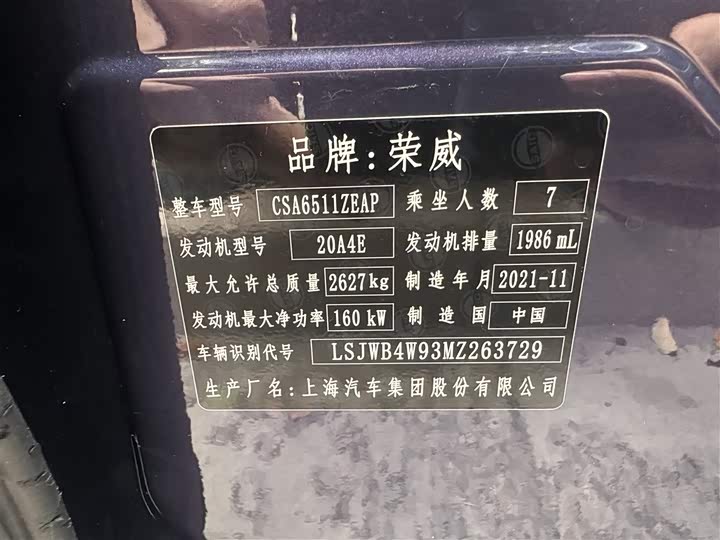 品牌：荣威
整车型号 CSA6511ZEAP 乘坐人数 7
发动机型号 20A4E 发动机排量 1986 mL
最大允许总质量 2627kg 制造年月 2021-11
发动机最大净功率 160 kW 制造国 中国
车辆识别代号 LSJWB4W93MZ263729
生产厂名：上海汽车集团股份有限公司